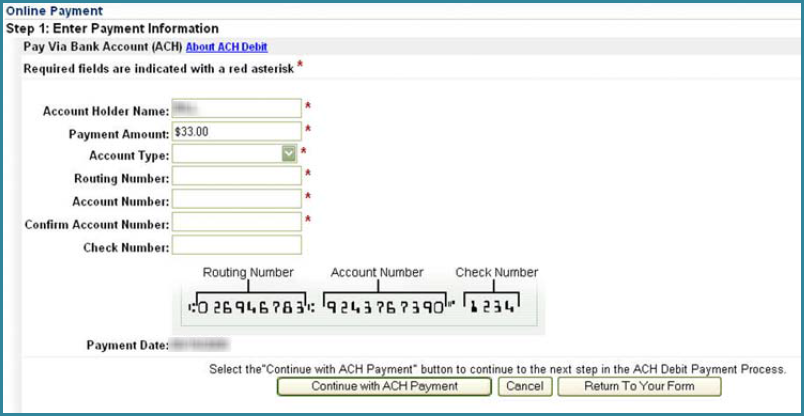 Online Payment
Step 1: Enter Payment Information
Pay Via Bank Account (ACH) About ACH Debit
Required fields are indicated with a red asterisk *
Account Holder Name: *
Payment Amount: $33.00 *
Account Type: *
Routing Number: *
Account Number: *
Confirm Account Number: *
Check Number:
Routing Number Account Number Check Number
⑆026946783⑆ 9243767390⑈ 1234
Payment Date:
Select the"Continue with ACH Payment" button to continue to the next step in the ACH Debit Payment Process.
Continue with ACH Payment Cancel Return To Your Form